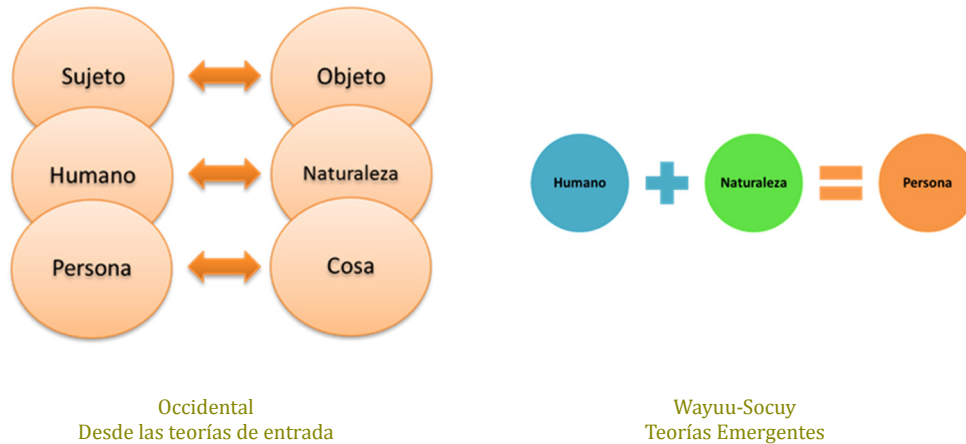 Sujeto
Objeto
Humano
Naturaleza
Persona
Cosa
Humano
Naturaleza
Persona
Occidental
Desde las teorías de entrada
Wayuu-Socuy
Teorías Emergentes